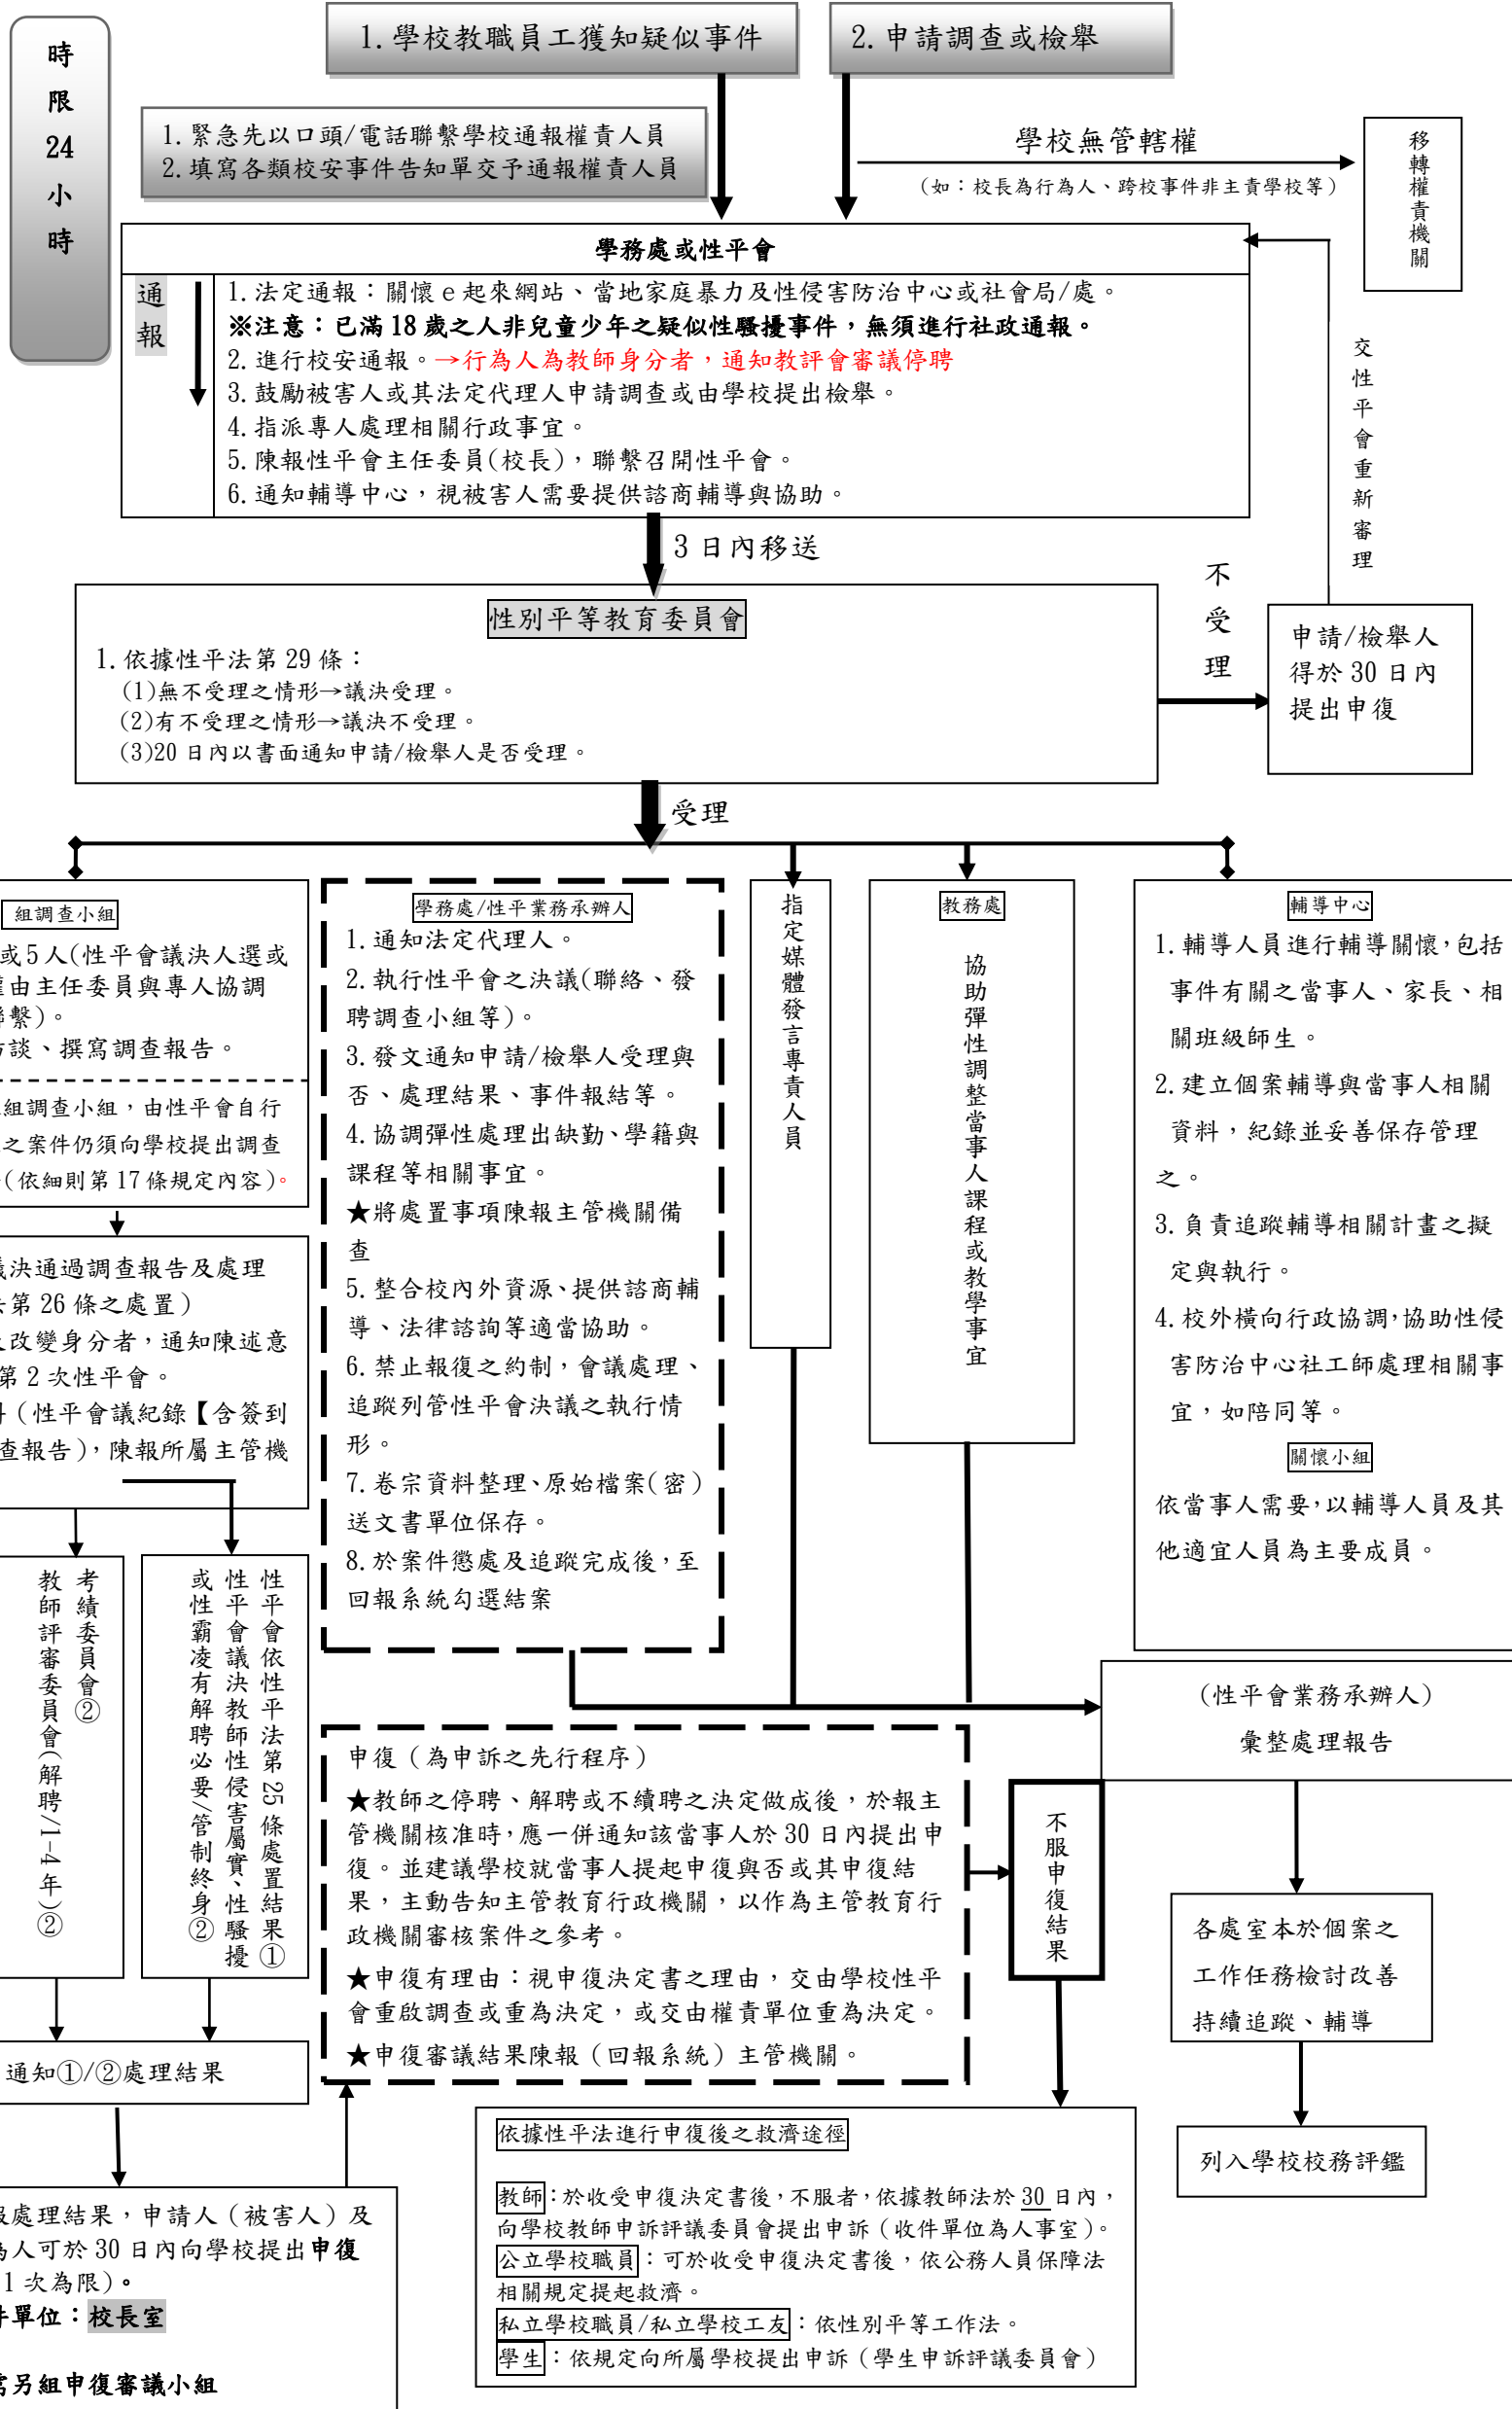 時
限
24
小
時
1.學校教職員工獲知疑似事件
2.申請調查或檢舉
1.緊急先以口頭/電話聯繫學校通報權責人員
2.填寫各類校安事件告知單交予通報權責人員
學校無管轄權
(如：校長為行為人、跨校事件非主責學校等)
移轉權責機關
學務處或性平會
通
報
1.法定通報：關懷e起來網站、當地家庭暴力及性侵害防治中心或社會局/處。
※注意：已滿18歲之人非兒童少年之疑似性騷擾事件，無須進行社政通報。
2.進行校安通報。→行為人為教師身分者，通知教評會審議停聘
3.鼓勵被害人或其法定代理人申請調查或由學校提出檢舉。
4.指派專人處理相關行政事宜。
5.陳報性平會主任委員(校長)，聯繫召開性平會。
6.通知輔導中心，視被害人需要提供諮商輔導與協助。
交性平會重新審理
3日內移送
性別平等教育委員會
1.依據性平法第29條：
(1)無不受理之情形→議決受理。
(2)有不受理之情形→議決不受理。
(3)20日內以書面通知申請/檢舉人是否受理。
不
受
理
申請/檢舉人
得於30日內
提出申復
受理
組調查小組
或5人(性平會議決人選或
權由主任委員與專人協調
聯繫)。
訪談、撰寫調查報告。
組調查小組，由性平會自行
之案件仍須向學校提出調查
(依細則第17條規定內容)。
議決通過調查報告及處理
法第26條之處置)
及改變身分者，通知陳述意
第2次性平會。
料(性平會議紀錄【含簽到
查報告)，陳報所屬主管機
考績委員會②
教師評審委員會(解聘/1-4年)②
性平會依性平法第25條處置結果①
性平會議決教師性侵害屬實、性騷擾
或性霸凌有解聘必要/管制終身②
通知①/②處理結果
服處理結果，申請人（被害人）及
為人可於30日內向學校提出申復
1次為限)。
件單位：校長室
需另組申復審議小組
學務處/性平業務承辦人
1.通知法定代理人。
2.執行性平會之決議(聯絡、發
聘調查小組等)。
3.發文通知申請/檢舉人受理與
否、處理結果、事件報結等。
4.協調彈性處理出缺勤、學籍與
課程等相關事宜。
★將處置事項陳報主管機關備
查
5.整合校內外資源、提供諮商輔
導、法律諮詢等適當協助。
6.禁止報復之約制，會議處理、
追蹤列管性平會決議之執行情
形。
7.卷宗資料整理、原始檔案(密)
送文書單位保存。
8.於案件懲處及追蹤完成後，至
回報系統勾選結案
指定媒體發言專責人員
教務處
協助彈性調整當事人課程或教學事宜
輔導中心
1.輔導人員進行輔導關懷，包括
事件有關之當事人、家長、相
關班級師生。
2.建立個案輔導與當事人相關
資料，紀錄並妥善保存管理
之。
3.負責追蹤輔導相關計畫之擬
定與執行。
4.校外橫向行政協調，協助性侵
害防治中心社工師處理相關事
宜，如陪同等。
關懷小組
依當事人需要，以輔導人員及其
他適宜人員為主要成員。
(性平會業務承辦人)
彙整處理報告
各處室本於個案之
工作任務檢討改善
持續追蹤、輔導
列入學校校務評鑑
申復（為申訴之先行程序）
★教師之停聘、解聘或不續聘之決定做成後，於報主
管機關核准時，應一併通知該當事人於30日內提出申
復。並建議學校就當事人提起申復與否或其申復結
果，主動告知主管教育行政機關，以作為主管教育行
政機關審核案件之參考。
★申復有理由：視申復決定書之理由，交由學校性平
會重啟調查或重為決定，或交由權責單位重為決定。
★申復審議結果陳報（回報系統）主管機關。
不服申復結果
依據性平法進行申復後之救濟途徑
教師：於收受申復決定書後，不服者，依據教師法於30日內，
向學校教師申訴評議委員會提出申訴（收件單位為人事室）。
公立學校職員：可於收受申復決定書後，依公務人員保障法
相關規定提起救濟。
私立學校職員/私立學校工友：依性別平等工作法。
學生：依規定向所屬學校提出申訴（學生申訴評議委員會）